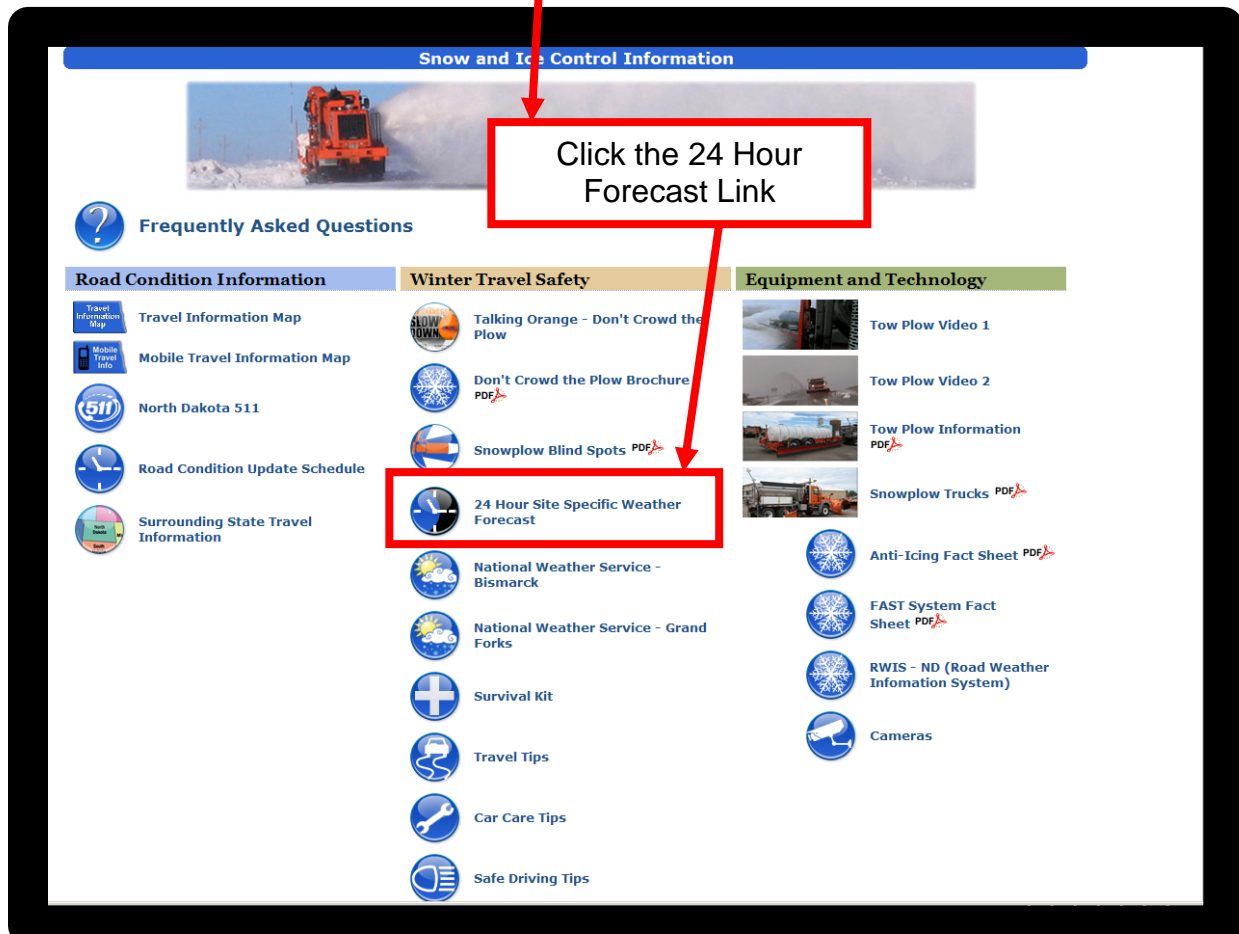 Snow and Ice Control Information
Click the 24 Hour
Forecast Link
?
Frequently Asked Questions
Road Condition Information
Travel
Information
Map
Travel Information Map
Mobile
Travel
Info
Mobile Travel Information Map
511
North Dakota 511
Road Condition Update Schedule
North
Dakota
South
Surrounding State Travel
Information
Winter Travel Safety
SLOW
DOWN
Talking Orange - Don't Crowd the
Plow
Don't Crowd the Plow Brochure
PDF
Snowplow Blind Spots PDF
24 Hour Site Specific Weather
Forecast
National Weather Service -
Bismarck
National Weather Service - Grand
Forks
Survival Kit
Travel Tips
Car Care Tips
Safe Driving Tips
Equipment and Technology
Tow Plow Video 1
Tow Plow Video 2
Tow Plow Information
PDF
Snowplow Trucks PDF
Anti-Icing Fact Sheet PDF
FAST System Fact
Sheet PDF
RWIS - ND (Road Weather
Infomation System)
Cameras